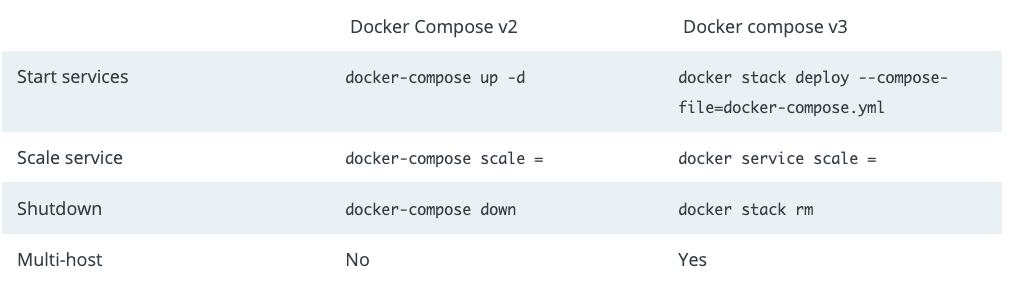 Docker Compose v2 Docker compose v3
Start services docker-compose up -d docker stack deploy --compose-
file=docker-compose.yml
Scale service docker-compose scale = docker service scale =
Shutdown docker-compose down docker stack rm
Multi-host No Yes